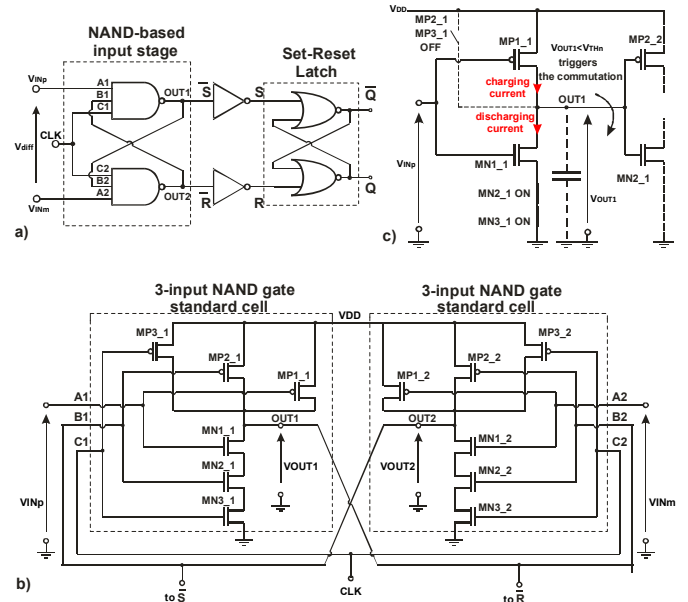 NAND-based
input stage
Set-Reset
Latch
VINp
A1
B1
C1
OUT1
S̅
S
Q̅
CLK
Vdiff
C2
B2
A2
OUT2
R̅
R
Q
VINm
a)
VDD
MP2_1
MP3_1
OFF
MP1_1
VOUT1<VTHn
triggers
the commutation
MP2_2
charging
current
OUT1
discharging
current
VINp
MN1_1
MN2_1 ON
MN3_1 ON
VOUT1
MN2_1
c)
3-input NAND gate
standard cell
VDD
3-input NAND gate
standard cell
MP3_1
MP2_1
MP1_1
MP1_2
MP2_2
MP3_2
A1
B1
C1
OUT1
OUT2
A2
B2
C2
MN1_1
MN2_1
MN3_1
VOUT1
VOUT2
MN1_2
MN2_2
MN3_2
VINp
VINm
b)
to S̅
CLK
to R̅